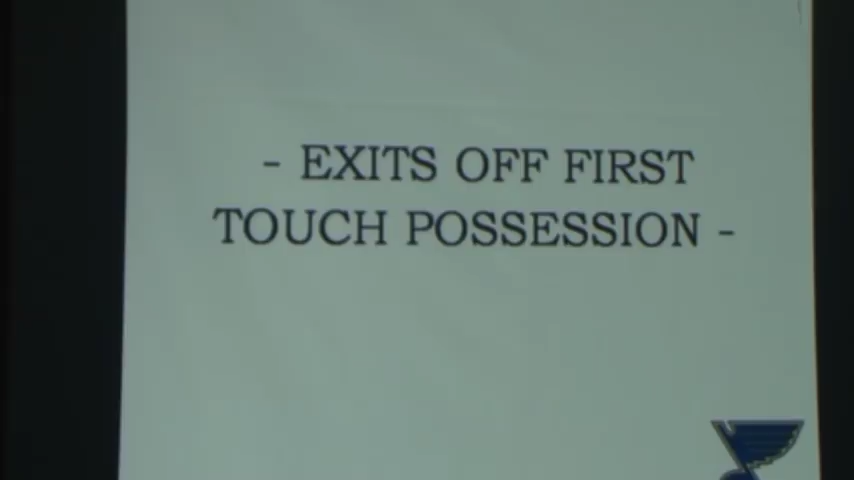 - EXITS OFF FIRST
TOUCH POSSESSION -